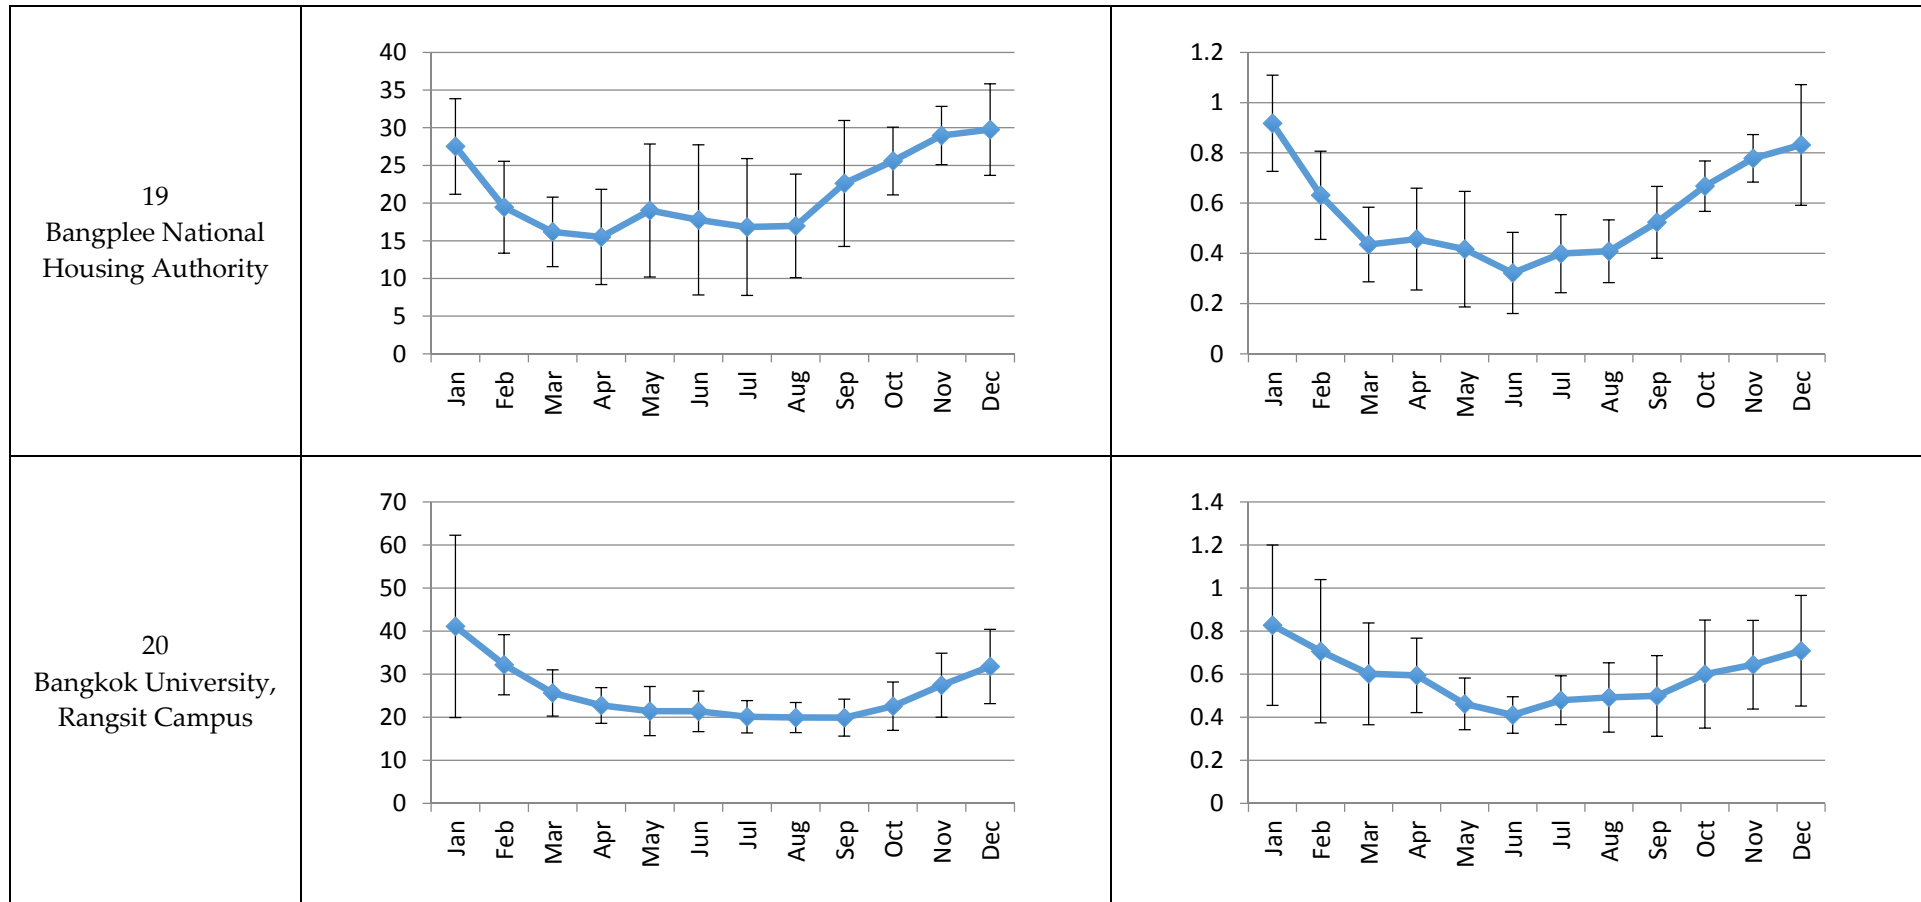 19
Bangplee National
Housing Authority
40
35
30
25
20
15
10
5
0
Jan
Feb
Mar
Apr
May
Jun
Jul
Aug
Sep
Oct
Nov
Dec
1.2
1
0.8
0.6
0.4
0.2
0
Jan
Feb
Mar
Apr
May
Jun
Jul
Aug
Sep
Oct
Nov
Dec
20
Bangkok University,
Rangsit Campus
70
60
50
40
30
20
10
0
Jan
Feb
Mar
Apr
May
Jun
Jul
Aug
Sep
Oct
Nov
Dec
1.4
1.2
1
0.8
0.6
0.4
0.2
0
Jan
Feb
Mar
Apr
May
Jun
Jul
Aug
Sep
Oct
Nov
Dec